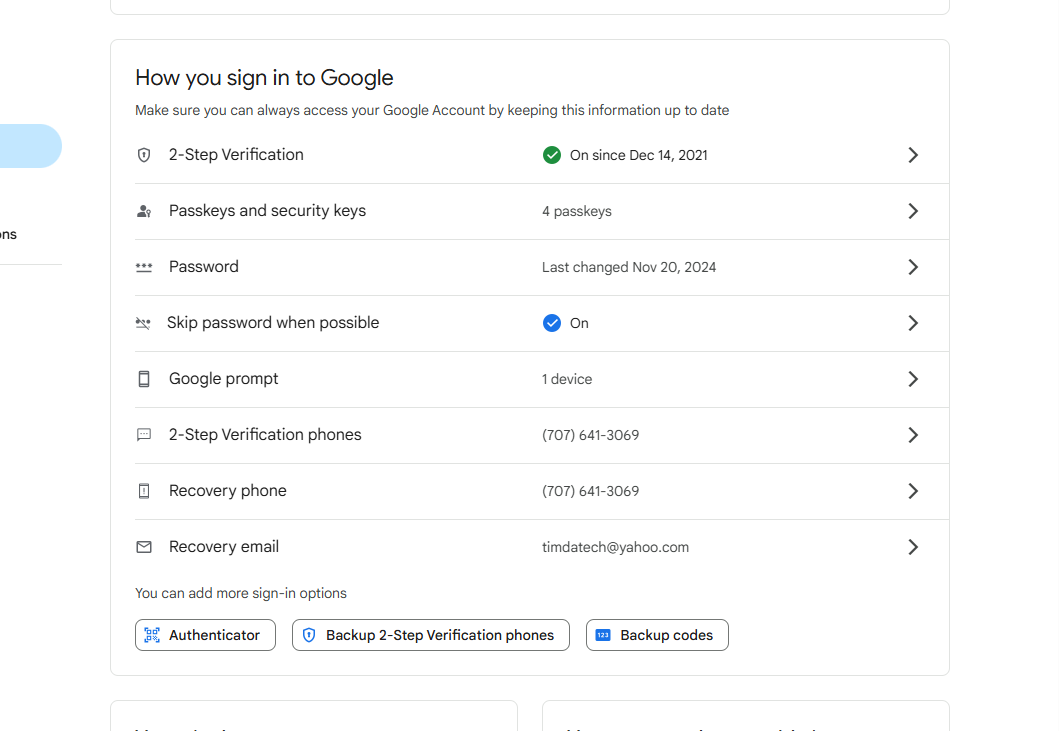 How you sign in to Google
Make sure you can always access your Google Account by keeping this information up to date
2-Step Verification On since Dec 14, 2021
ons
Passkeys and security keys 4 passkeys
Password Last changed Nov 20, 2024
Skip password when possible On
Google prompt 1 device
2-Step Verification phones (707) 641-3069
Recovery phone (707) 641-3069
Recovery email timdatech@yahoo.com
You can add more sign-in options
Authenticator Backup 2-Step Verification phones 123 Backup codes